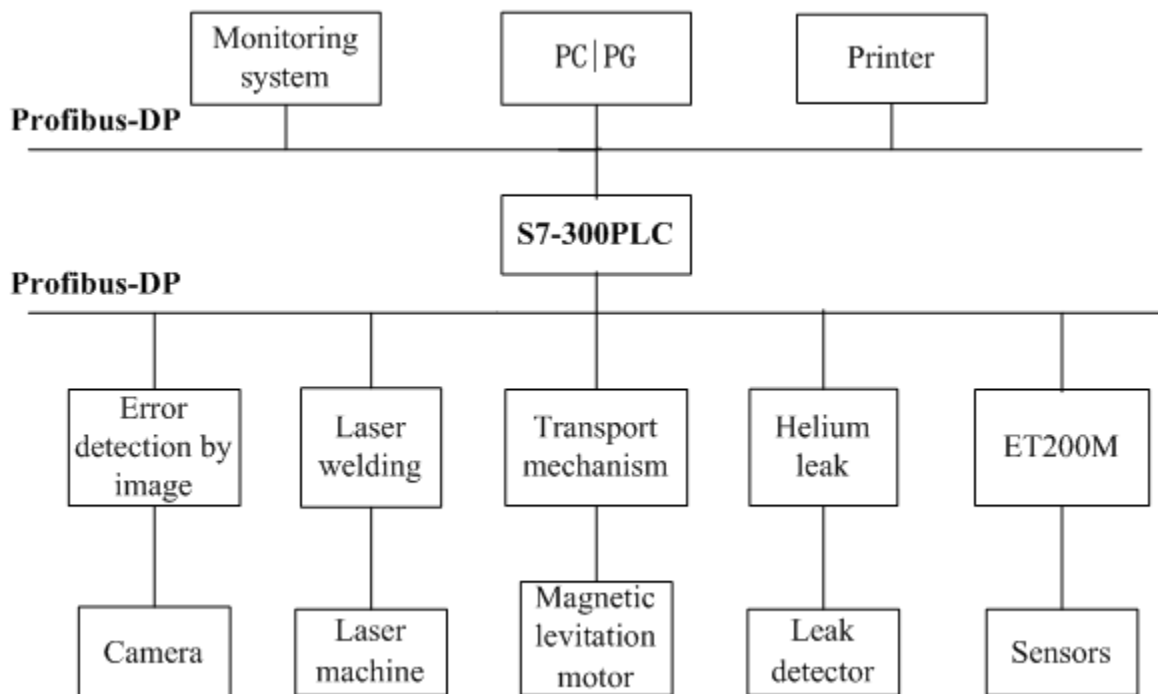 Monitoring
system
PC|PG
Printer
Profibus-DP
S7-300PLC
Profibus-DP
Error
detection by
image
Laser
welding
Transport
mechanism
Helium
leak
ET200M
Camera
Laser
machine
Magnetic
levitation
motor
Leak
detector
Sensors